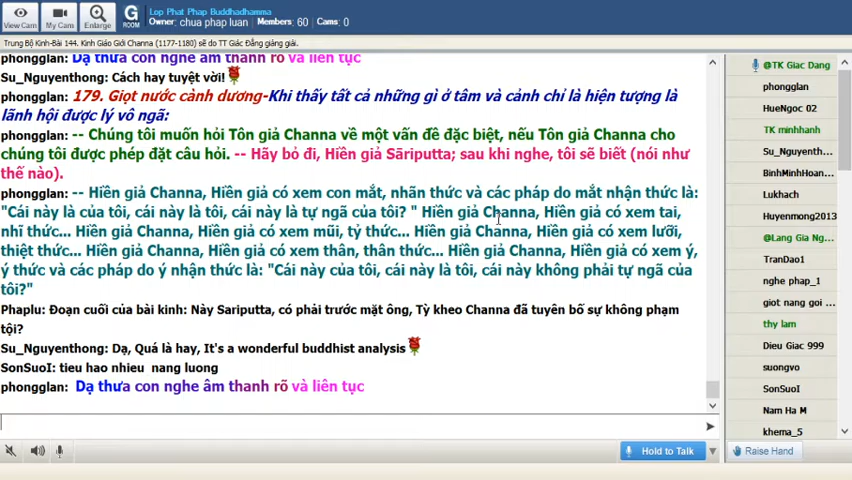 Lop Phat Phap Buddhadhamma
Owner: chua phap luan Members: 60 Cams: 0
View Cam
My Cam
Enlarge
G
ROOM
Trung Bộ Kinh-Bài 144. Kinh Giáo Giới Channa (1177-1180) sẽ do TT Giác Đẳng giảng giải.
phongglan: Dạ thưa con nghe âm thanh rõ và liên tục
Su_Nguyenthong: Cách hay tuyệt vời!
phongglan: 179. Giọt nước cành dương-Khi thấy tất cả những gì ở tâm và cảnh chỉ là hiện tượng là
lãnh hội được lý vô ngã:
phongglan: -- Chúng tôi muốn hỏi Tôn giả Channa về một vấn đề đặc biệt, nếu Tôn giả Channa cho
chúng tôi được phép đặt câu hỏi. -- Hãy bỏ đi, Hiền giả Sāriputta; sau khi nghe, tôi sẽ biết (nói như
thế nào).
phongglan: -- Hiền giả Channa, Hiền giả có xem con mắt, nhãn thức và các pháp do mắt nhận thức là:
"Cái này là của tôi, cái này là tôi, cái này là tự ngã của tôi? " Hiền giả Channa, Hiền giả có xem tai,
nhĩ thức... Hiền giả Channa, Hiền giả có xem mũi, tỷ thức... Hiền giả Channa, Hiền giả có xem lưỡi,
thiệt thức... Hiền giả Channa, Hiền giả có xem thân, thân thức... Hiền giả Channa, Hiền giả có xem ý,
ý thức và các pháp do ý nhận thức là: "Cái này của tôi, cái này là tôi, cái này không phải tự ngã của
tôi?"
Phaplu: Đoạn cuối của bài kinh: Này Sariputta, có phải trước mặt ông, Tỳ kheo Channa đã tuyên bố sự không phạm
tội?
Su_Nguyenthong: Dạ, Quá là hay, It's a wonderful buddhist analysis
SonSuoI: tieu hao nhieu nang luong
phongglan: Dạ thưa con nghe âm thanh rõ và liên tục
Hold to Talk
@TK Giac Dang
phongglan
HueNgoc 02
TK minhhanh
Su_Nguyenth...
BinhMinhHoan...
Lukhach
Huyenmong2013
@Lang Gia Ng...
TranDao1
nghe phap_1
giot nang goi ...
thy lam
Dieu Giac 999
suongvo
SonSuoI
Nam Ha M
khema_5
Raise Hand